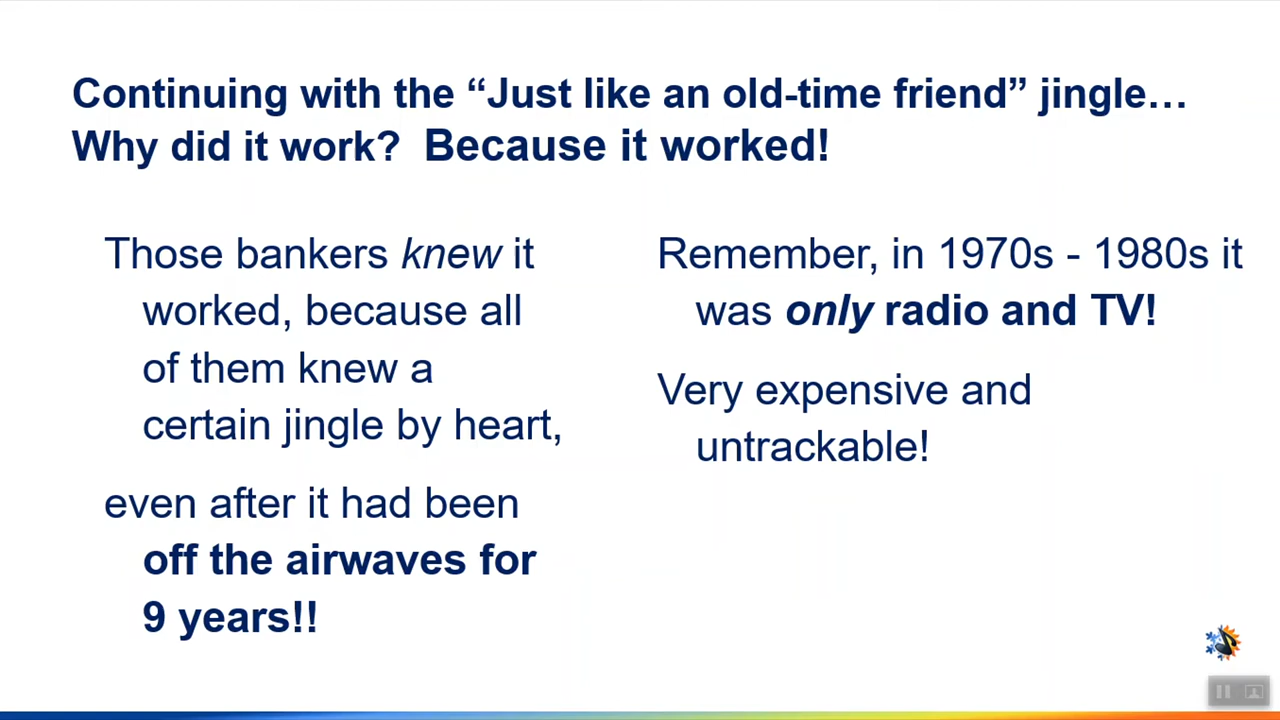 Continuing with the “Just like an old-time friend” jingle…
Why did it work? Because it worked!
Those bankers knew it
worked, because all
of them knew a
certain jingle by heart,
even after it had been
off the airwaves for
9 years!!
Remember, in 1970s - 1980s it
was only radio and TV!
Very expensive and
untrackable!